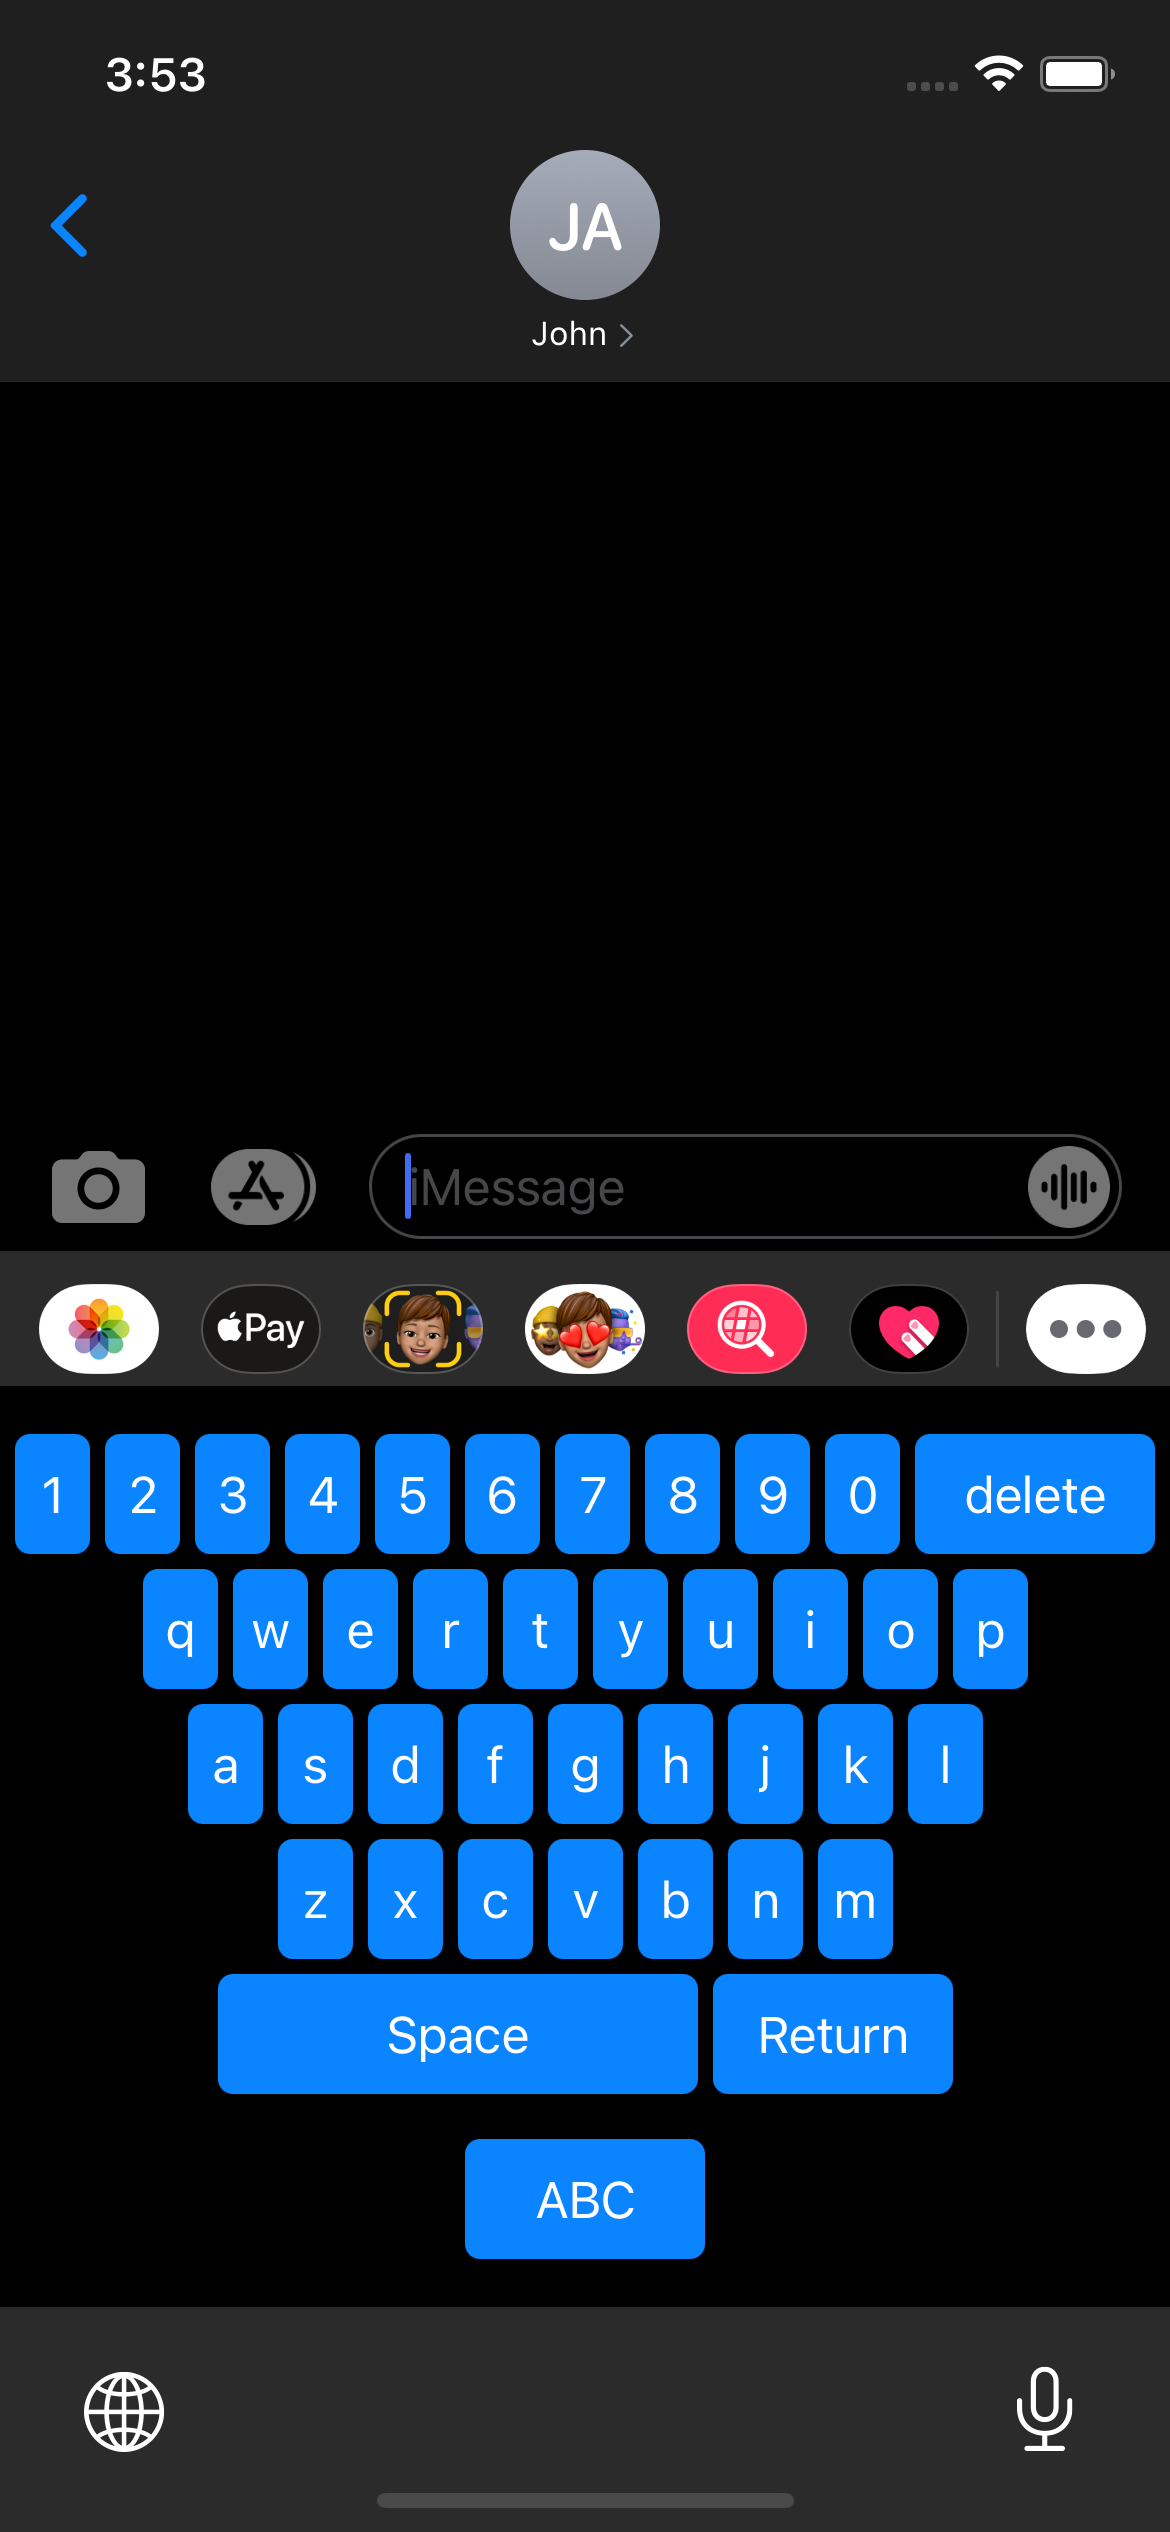 3:53
JA
John
iMessage
Pay
1 2 3 4 5 6 7 8 9 0 delete
q w e r t y u i o p
a s d f g h j k l
z x c v b n m
Space Return
ABC